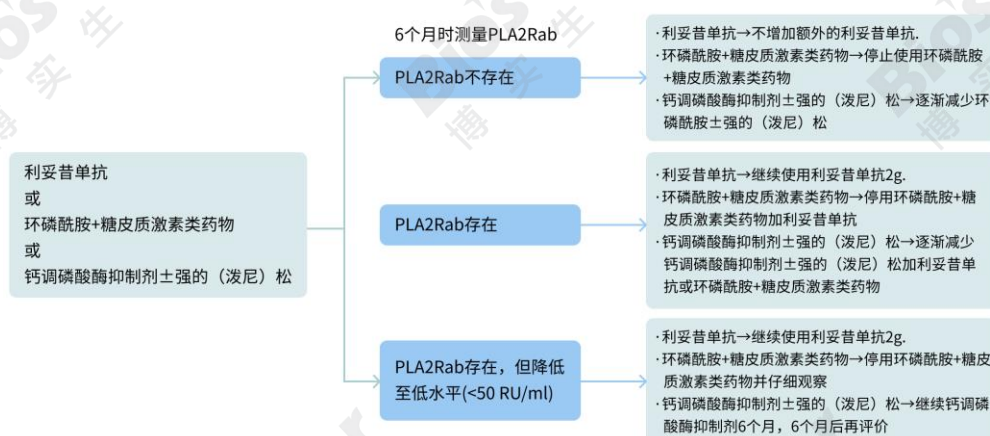 6个月时测量PLA2Rab
利妥昔单抗
或
环磷酰胺+糖皮质激素类药物
或
钙调磷酸酶抑制剂±强的（泼尼）松
PLA2Rab不存在
·利妥昔单抗→不增加额外的利妥昔单抗.
·环磷酰胺+糖皮质激素类药物→停止使用环磷酰胺
+糖皮质激素类药物
·钙调磷酸酶抑制剂±强的（泼尼）松→逐渐减少环
磷酰胺±强的（泼尼）松
PLA2Rab存在
·利妥昔单抗→继续使用利妥昔单抗2g.
·环磷酰胺+糖皮质激素类药物→停用环磷酰胺+糖
皮质激素类药物加利妥昔单抗
·钙调磷酸酶抑制剂±强的（泼尼）松→逐渐减少
钙调磷酸酶抑制剂±强的（泼尼）松加利妥昔单
抗或环磷酰胺+糖皮质激素类药物
PLA2Rab存在，但降低
至低水平(<50 RU/ml)
·利妥昔单抗→继续使用利妥昔单抗2g.
·环磷酰胺+糖皮质激素类药物→停用环磷酰胺+糖皮
质激素类药物并仔细观察
·钙调磷酸酶抑制剂±强的（泼尼）松→继续钙调磷
酸酶抑制剂6个月，6个月后再评价